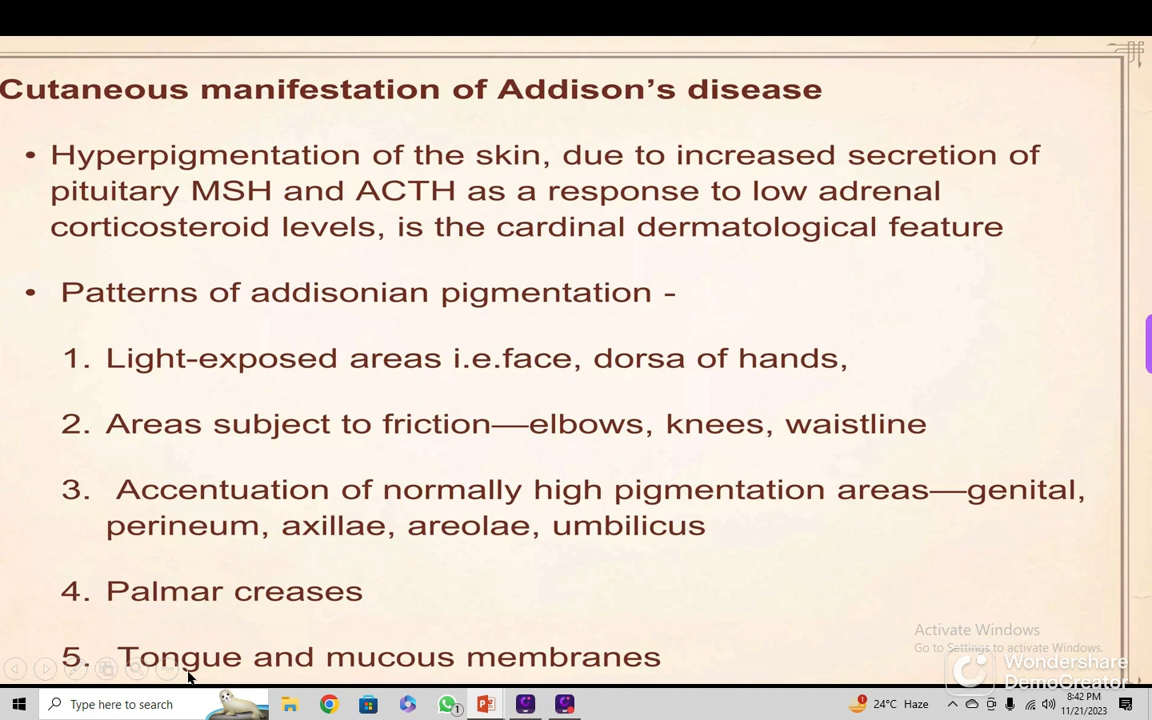 Cutaneous manifestation of Addison's disease
• Hyperpigmentation of the skin, due to increased secretion of
pituitary MSH and ACTH as a response to low adrenal
corticosteroid levels, is the cardinal dermatological feature
• Patterns of addisonian pigmentation -
1. Light-exposed areas i.e.face, dorsa of hands,
2. Areas subject to friction—elbows, knees, waistline
3. Accentuation of normally high pigmentation areas—genital,
perineum, axillae, areolae, umbilicus
4. Palmar creases
5. Tongue and mucous membranes
Activate Windows
Go to Settings to activate Windows.
Wondershare
DemoCreator
Type here to search
1
1
24°C Haze
8:42 PM
11/21/2023